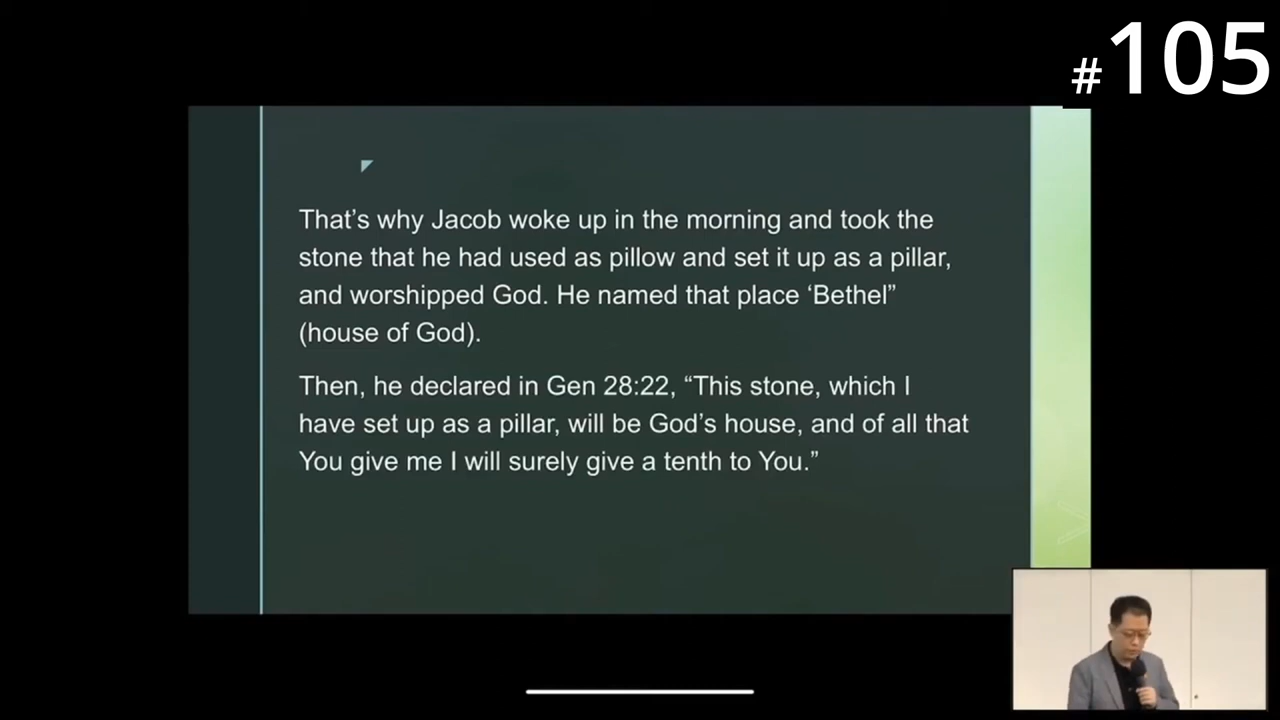 #105
That’s why Jacob woke up in the morning and took the
stone that he had used as pillow and set it up as a pillar,
and worshipped God. He named that place ‘Bethel”
(house of God).
Then, he declared in Gen 28:22, “This stone, which I
have set up as a pillar, will be God’s house, and of all that
You give me I will surely give a tenth to You.”